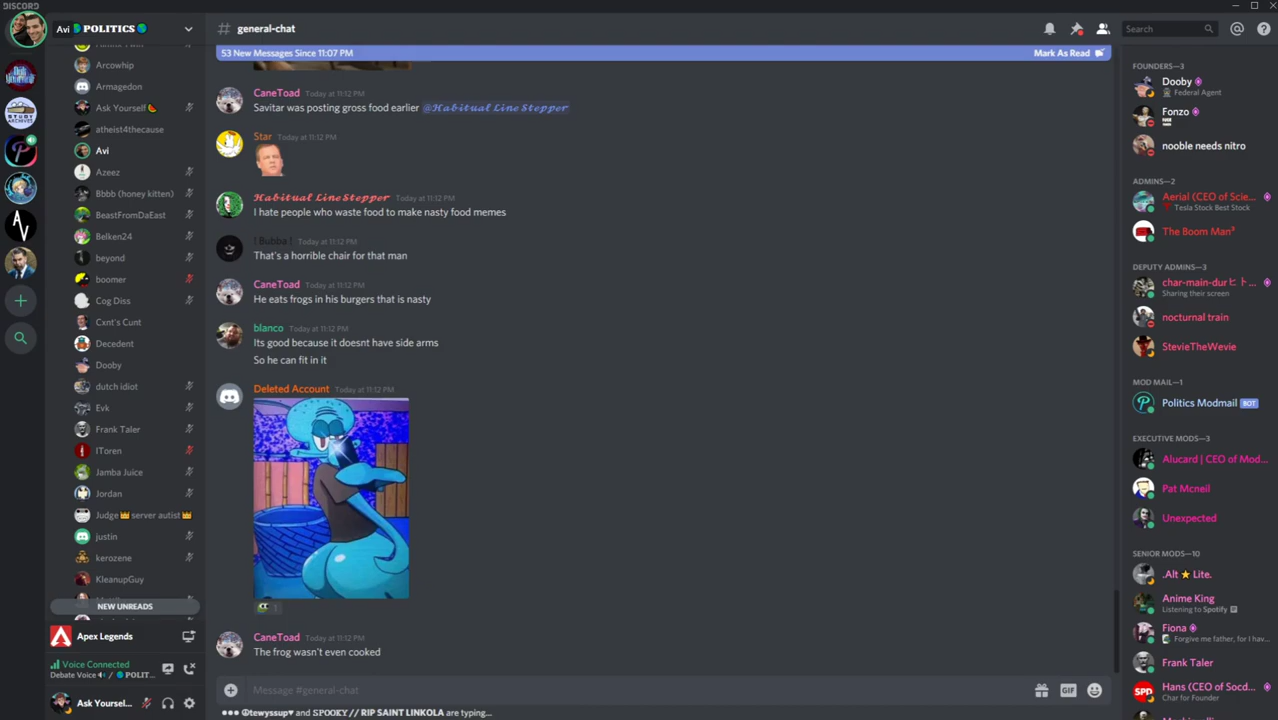 DISCORD
Avi 🌎 POLITICS 🌎
# general-chat
Search
53 New Messages Since 11:07 PM
Mark As Read
Arcowhip
Armagedon
Ask Yourself 🍉
atheist4thecause
Avi
Azeez
Bbbb (honey kitten)
BeastFromDaEast
Belken24
beyond
boomer
Cog Diss
Cxnt's Cunt
Decedent
Dooby
dutch idiot
Evk
Frank Taler
IToren
Jamba Juice
Jordan
Judge 👑 server autist 👑
justin
kerozene
KleanupGuy
NEW UNREADS
Apex Legends
Voice Connected
Debate Voice 🔊 / 🌎 POLIT...
Ask Yoursel...
CaneToad Today at 11:12 PM
Savitar was posting gross food earlier @Habitual Line Stepper
Star Today at 11:12 PM
Habitual Line Stepper Today at 11:12 PM
I hate people who waste food to make nasty food memes
! Bubba ! Today at 11:12 PM
That's a horrible chair for that man
CaneToad Today at 11:12 PM
He eats frogs in his burgers that is nasty
blanco Today at 11:12 PM
Its good because it doesnt have side arms
So he can fit in it
Deleted Account Today at 11:12 PM
1
CaneToad Today at 11:12 PM
The frog wasn't even cooked
Message #general-chat
GIF
☮tewyssup♥ and SPOOKY // RIP SAINT LINKOLA are typing...
FOUNDERS—3
Dooby
Federal Agent
Fonzo
nooble needs nitro
ADMINS—2
Aerial (CEO of Scie...
Tesla Stock Best Stock
The Boom Man³
DEPUTY ADMINS—3
char-main-durヒト...
Sharing their screen
nocturnal train
StevieTheWevie
MOD MAIL—1
Politics Modmail BOT
EXECUTIVE MODS—3
Alucard | CEO of Mod...
Pat Mcneil
Unexpected
SENIOR MODS—10
.Alt ⭐ Lite.
Anime King
Listening to Spotify
Fiona
Forgive me father, for I hav...
Frank Taler
SPD
Hans (CEO of Socd...
Char for Founder